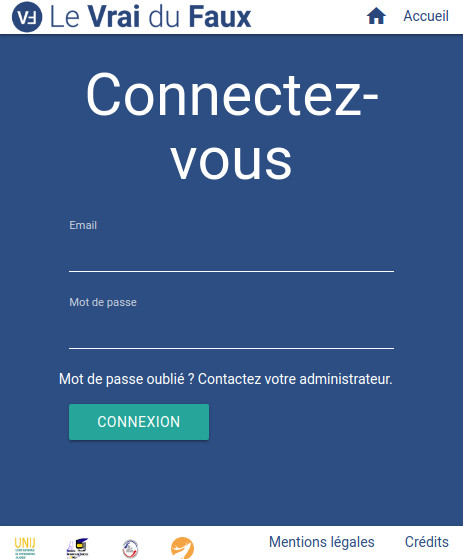 VF Le Vrai du Faux
Accueil
Connectez-
vous
Email
Mot de passe
Mot de passe oublié ? Contactez votre administrateur.
CONNEXION
UNIJ
Mentions légales
Crédits